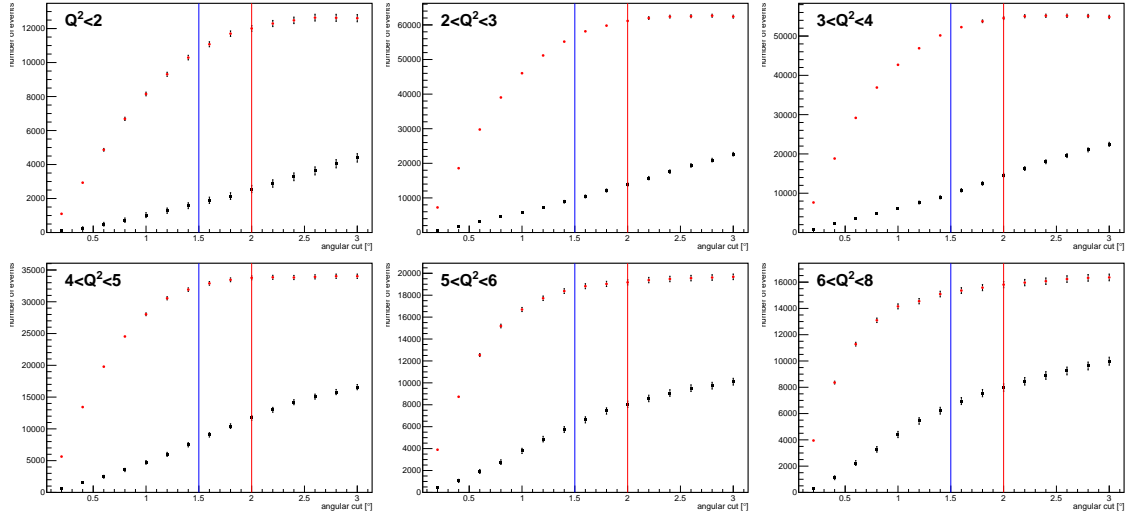 Q²<2
number of events
12000
10000
8000
6000
4000
2000
0
0.5 1 1.5 2 2.5 3
angular cut [°]
2<Q²<3
number of events
60000
50000
40000
30000
20000
10000
0
0.5 1 1.5 2 2.5 3
angular cut [°]
3<Q²<4
number of events
50000
40000
30000
20000
10000
0
0.5 1 1.5 2 2.5 3
angular cut [°]
4<Q²<5
number of events
35000
30000
25000
20000
15000
10000
5000
0
0.5 1 1.5 2 2.5 3
angular cut [°]
5<Q²<6
number of events
20000
18000
16000
14000
12000
10000
8000
6000
4000
2000
0
0.5 1 1.5 2 2.5 3
angular cut [°]
6<Q²<8
number of events
16000
14000
12000
10000
8000
6000
4000
2000
0
0.5 1 1.5 2 2.5 3
angular cut [°]